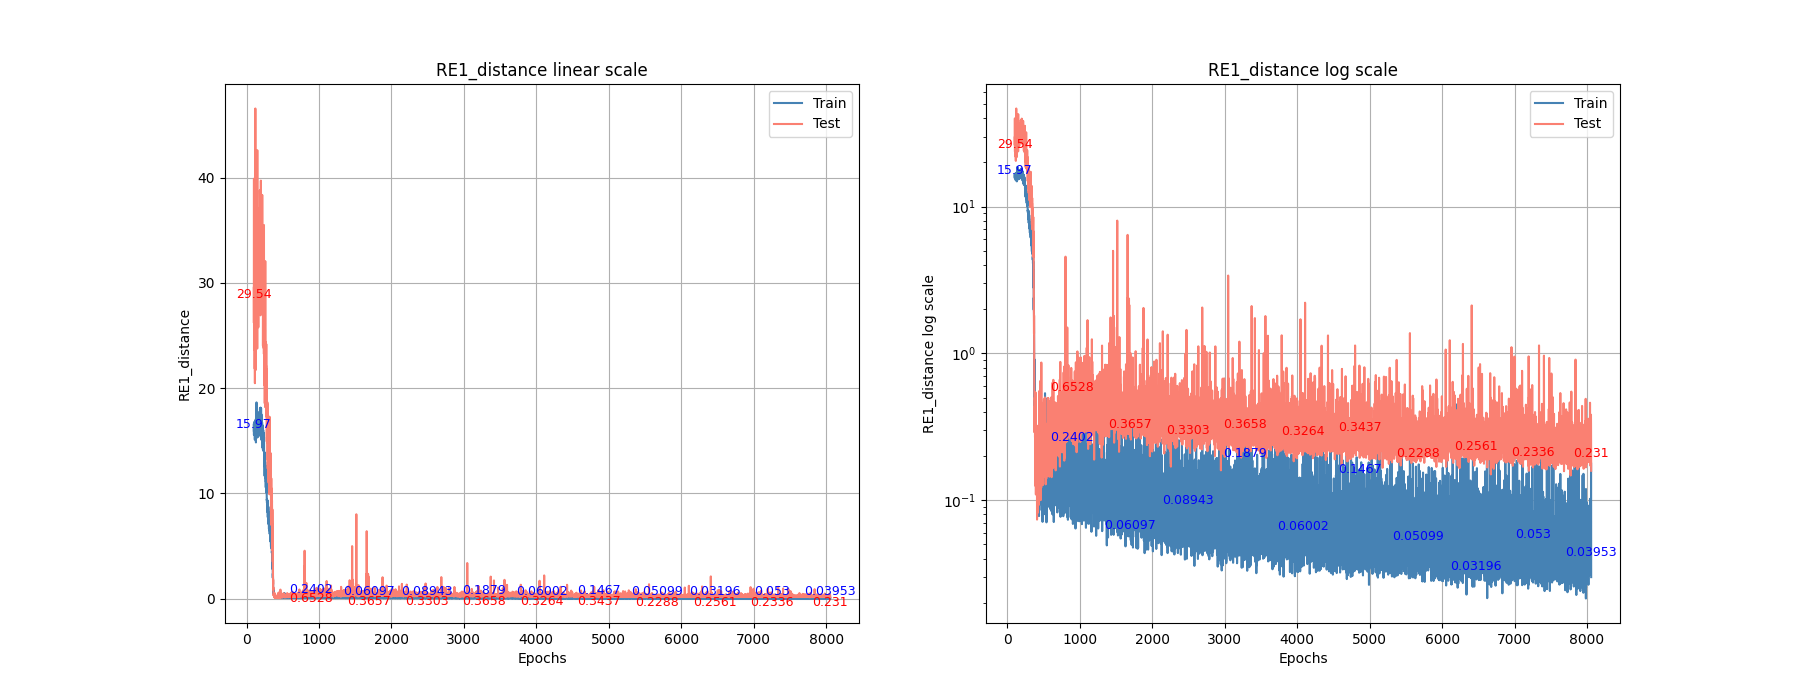 RE1_distance linear scale
RE1_distance
40
30
20
10
0
Train
Test
29.54
15.97
0.2402 0.06097 0.08943 0.1879 0.06002 0.1467 0.05099 0.03196 0.053 0.03953
0.6528 0.3657 0.3303 0.3658 0.3264 0.3437 0.2288 0.2561 0.2336 0.231
0 1000 2000 3000 4000 5000 6000 7000 8000
Epochs
RE1_distance log scale
RE1_distance log scale
10¹
10⁰
10⁻¹
Train
Test
29.54
15.97
0.6528
0.3657 0.3303 0.3658 0.3264 0.3437 0.2288 0.2561 0.2336 0.231
0.2402 0.06097 0.08943 0.1879 0.06002 0.1467 0.05099 0.03196 0.053 0.03953
0 1000 2000 3000 4000 5000 6000 7000 8000
Epochs